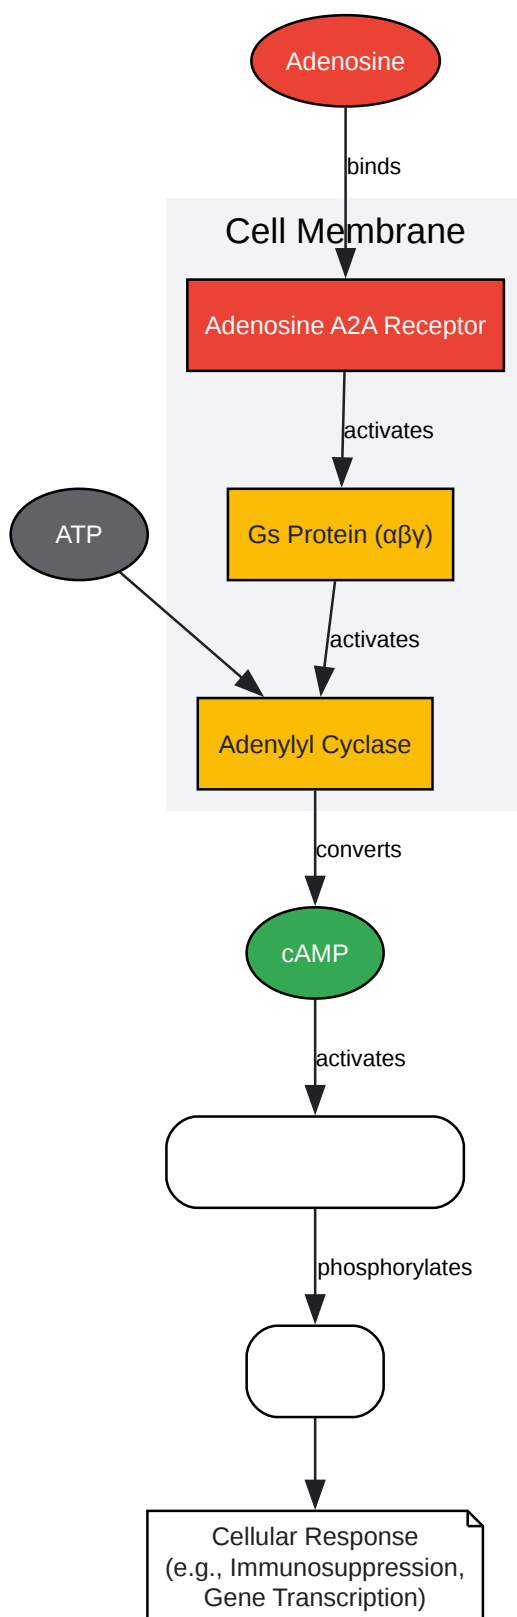 Adenosine
binds
Cell Membrane
Adenosine A2A Receptor
activates
ATP
Gs Protein (αβγ)
activates
Adenylyl Cyclase
converts
cAMP
activates
phosphorylates
Cellular Response
(e.g., Immunosuppression,
Gene Transcription)